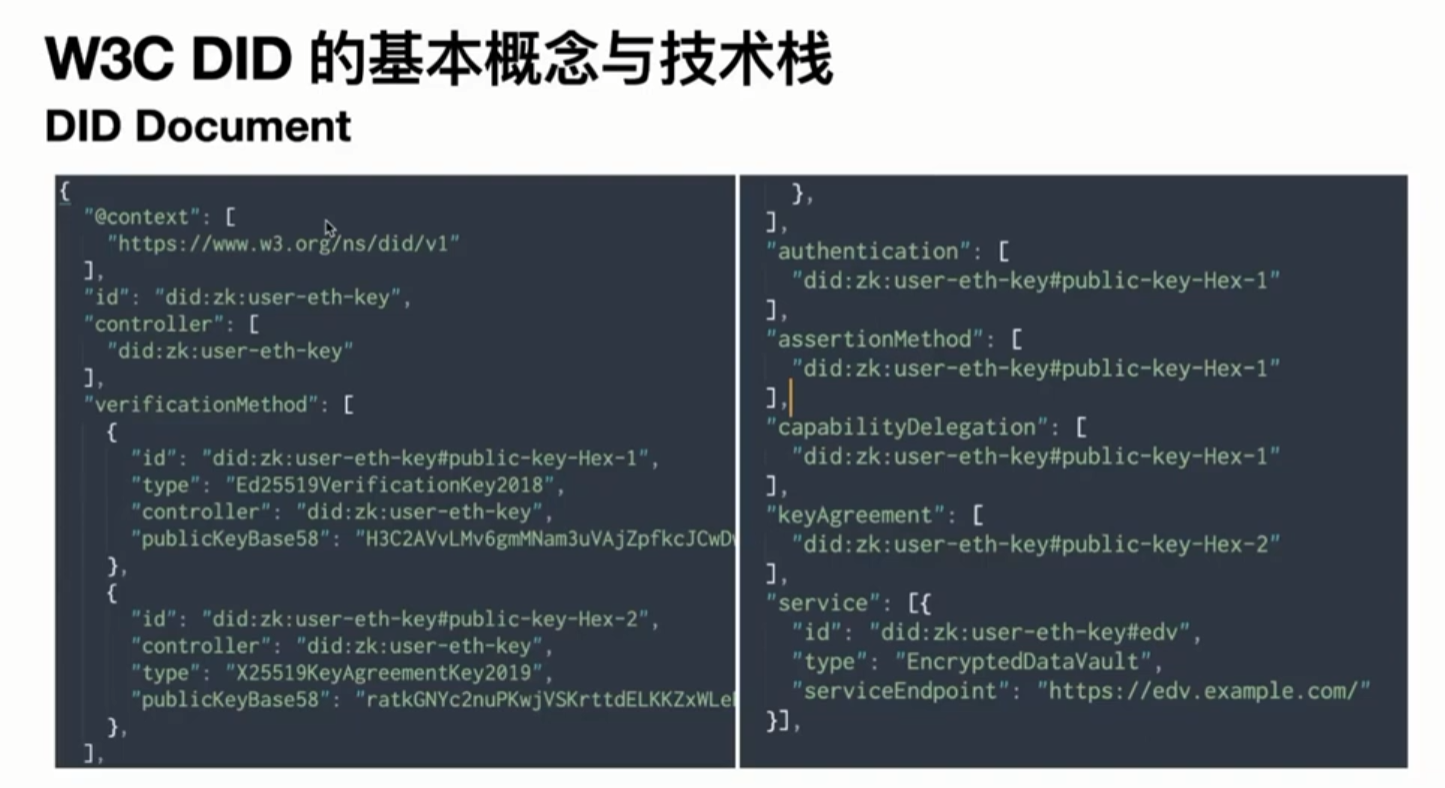 W3C DID 的基本概念与技术栈
DID Document
{
"@context": [
"https://www.w3.org/ns/did/v1"
],
"id": "did:zk:user-eth-key",
"controller": [
"did:zk:user-eth-key"
],
"verificationMethod": [
{
"id": "did:zk:user-eth-key#public-key-Hex-1",
"type": "Ed25519VerificationKey2018",
"controller": "did:zk:user-eth-key",
"publicKeyBase58": "H3C2AVvLMv6gmMNam3uVAjZpfkcJCwD
},
{
"id": "did:zk:user-eth-key#public-key-Hex-2",
"controller": "did:zk:user-eth-key",
"type": "X25519KeyAgreementKey2019",
"publicKeyBase58": "ratkGNYc2nuPKwjVSKrttdELKKZxWLe
},
],
},
],
"authentication": [
"did:zk:user-eth-key#public-key-Hex-1"
],
"assertionMethod": [
"did:zk:user-eth-key#public-key-Hex-1"
],
"capabilityDelegation": [
"did:zk:user-eth-key#public-key-Hex-1"
],
"keyAgreement": [
"did:zk:user-eth-key#public-key-Hex-2"
],
"service": [{
"id": "did:zk:user-eth-key#edv",
"type": "EncryptedDataVault",
"serviceEndpoint": "https://edv.example.com/"
}],